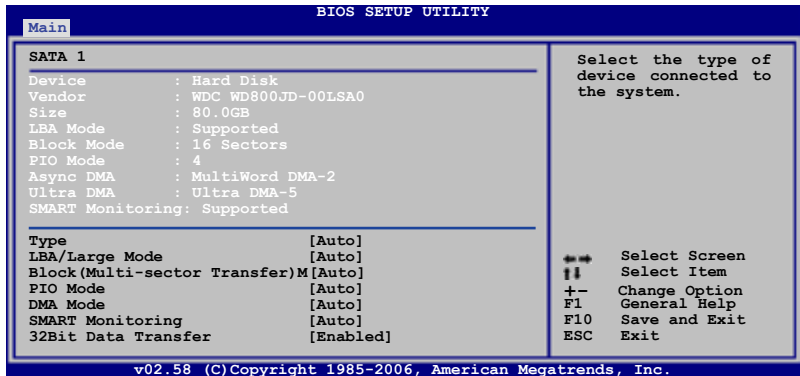 BIOS SETUP UTILITY
Main
SATA 1
Device : Hard Disk
Vendor : WDC WD800JD-00LSA0
Size : 80.0GB
LBA Mode : Supported
Block Mode : 16 Sectors
PIO Mode : 4
Async DMA : MultiWord DMA-2
Ultra DMA : Ultra DMA-5
SMART Monitoring: Supported
Type [Auto]
LBA/Large Mode [Auto]
Block(Multi-sector Transfer)M[Auto]
PIO Mode [Auto]
DMA Mode [Auto]
SMART Monitoring [Auto]
32Bit Data Transfer [Enabled]
Select the type of
device connected to
the system.
←→ Select Screen
↑↓ Select Item
+- Change Option
F1 General Help
F10 Save and Exit
ESC Exit
v02.58 (C)Copyright 1985-2006, American Megatrends, Inc.